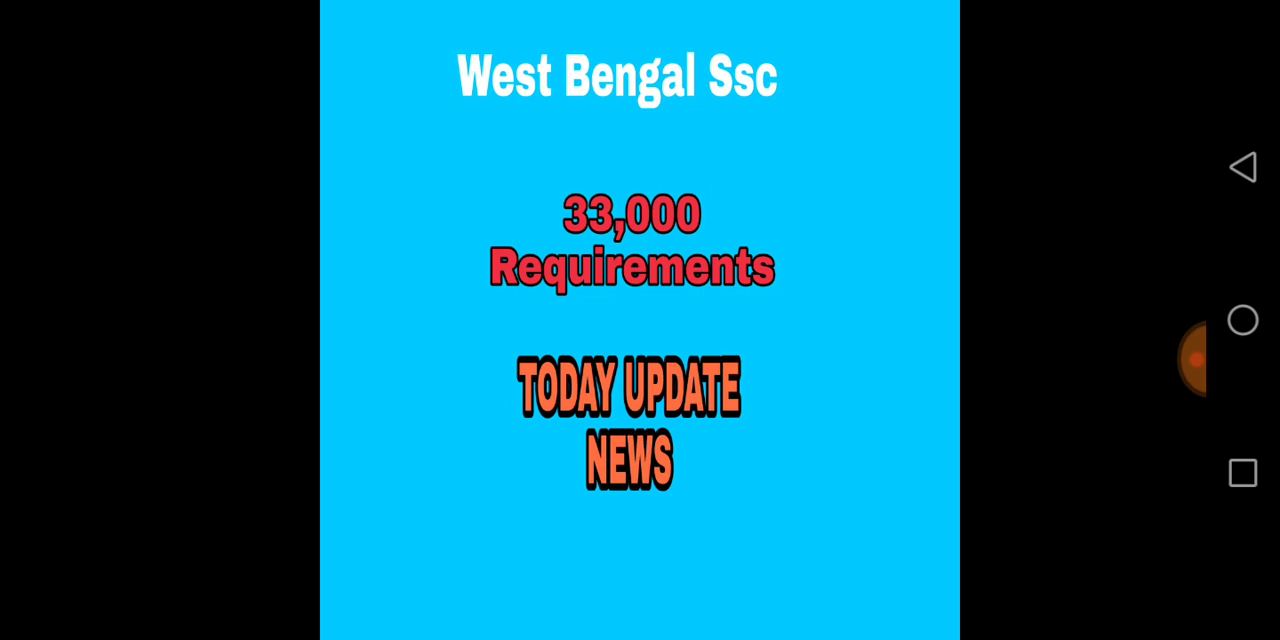 West Bengal Ssc
33,000
Requirements
TODAY UPDATE
NEWS